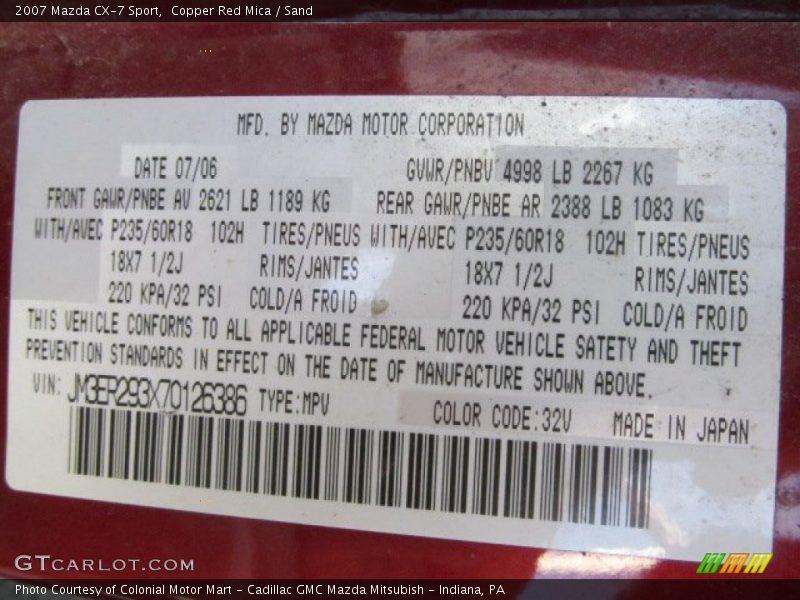 2007 Mazda CX-7 Sport, Copper Red Mica / Sand
MFD. BY MAZDA MOTOR CORPORATION
DATE 07/06 GVWR/PNBV 4998 LB 2267 KG
FRONT GAWR/PNBE AV 2621 LB 1189 KG REAR GAWR/PNBE AR 2388 LB 1083 KG
WITH/AVEC P235/60R18 102H TIRES/PNEUS WITH/AVEC P235/60R18 102H TIRES/PNEUS
18X7 1/2J RIMS/JANTES 18X7 1/2J RIMS/JANTES
220 KPA/32 PSI COLD/A FROID 220 KPA/32 PSI COLD/A FROID
THIS VEHICLE CONFORMS TO ALL APPLICABLE FEDERAL MOTOR VEHICLE SATETY AND THEFT
PREVENTION STANDARDS IN EFFECT ON THE DATE OF MANUFACTURE SHOWN ABOVE.
VIN: JM3ER293X70126386 TYPE:MPV COLOR CODE:32V MADE IN JAPAN
GTCARLOT.COM
Photo Courtesy of Colonial Motor Mart - Cadillac GMC Mazda Mitsubish - Indiana, PA